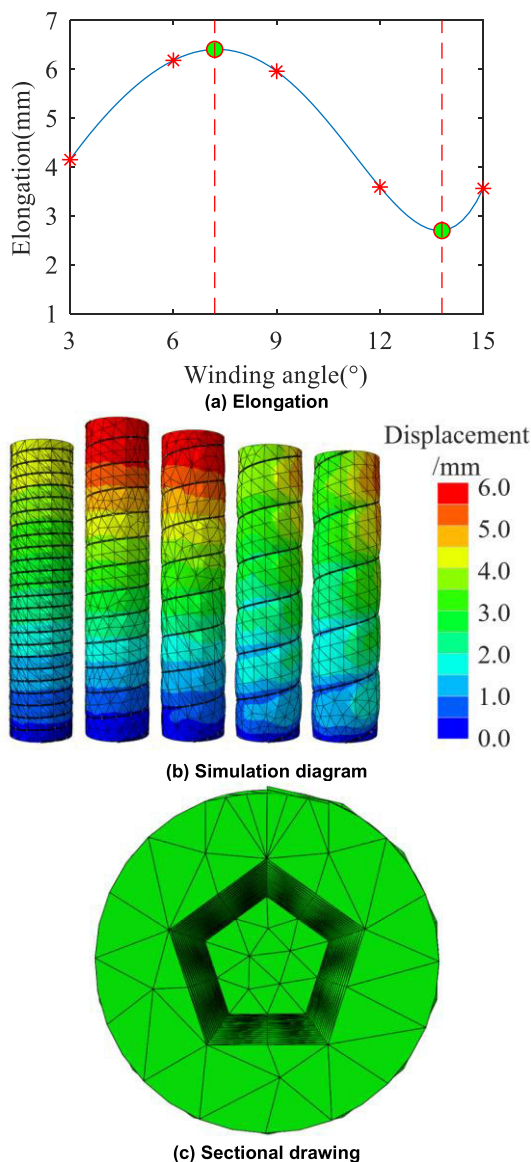 7
6
5
4
3
2
1
Elongation(mm)
3 6 9 12 15
Winding angle(°)
(a) Elongation
Displacement
/mm
6.0
5.0
4.0
3.0
2.0
1.0
0.0
(b) Simulation diagram
(c) Sectional drawing